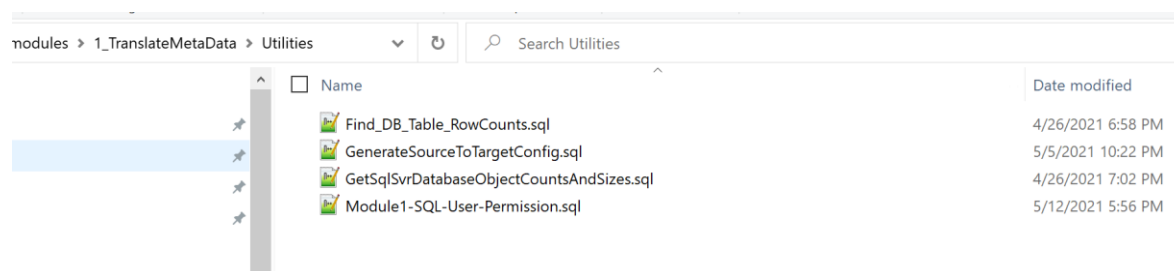 modules > 1_TranslateMetaData > Utilities
Search Utilities
Name
Date modified
Find_DB_Table_RowCounts.sql
4/26/2021 6:58 PM
GenerateSourceToTargetConfig.sql
5/5/2021 10:22 PM
GetSqlSvrDatabaseObjectCountsAndSizes.sql
4/26/2021 7:02 PM
Module1-SQL-User-Permission.sql
5/12/2021 5:56 PM